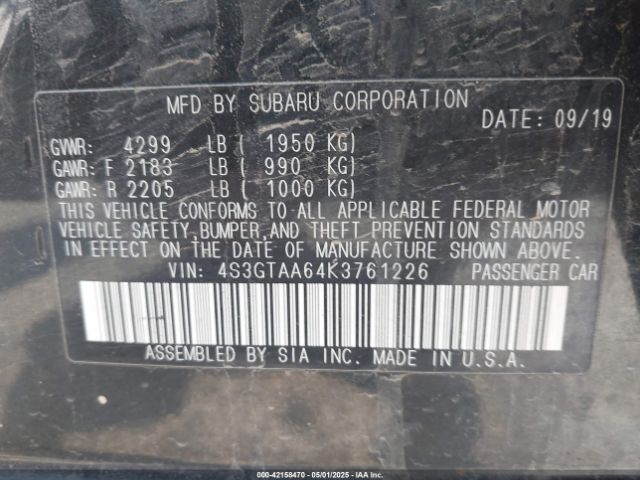 MFD BY SUBARU CORPORATION
DATE: 09/19
GVWR: 4299 LB ( 1950 KG)
GAWR: F 2183 LB ( 990 KG)
GAWR: R 2205 LB ( 1000 KG)
THIS VEHICLE CONFORMS TO ALL APPLICABLE FEDERAL MOTOR
VEHICLE SAFETY,BUMPER,AND THEFT PREVENTION STANDARDS
IN EFFECT ON THE DATE OF MANUFACTURE SHOWN ABOVE.
VIN: 4S3GTAA64K3761226 PASSENGER CAR
ASSEMBLED BY SIA INC. MADE IN U.S.A.
000-42158470 - 05/01/2025 - IAA Inc.